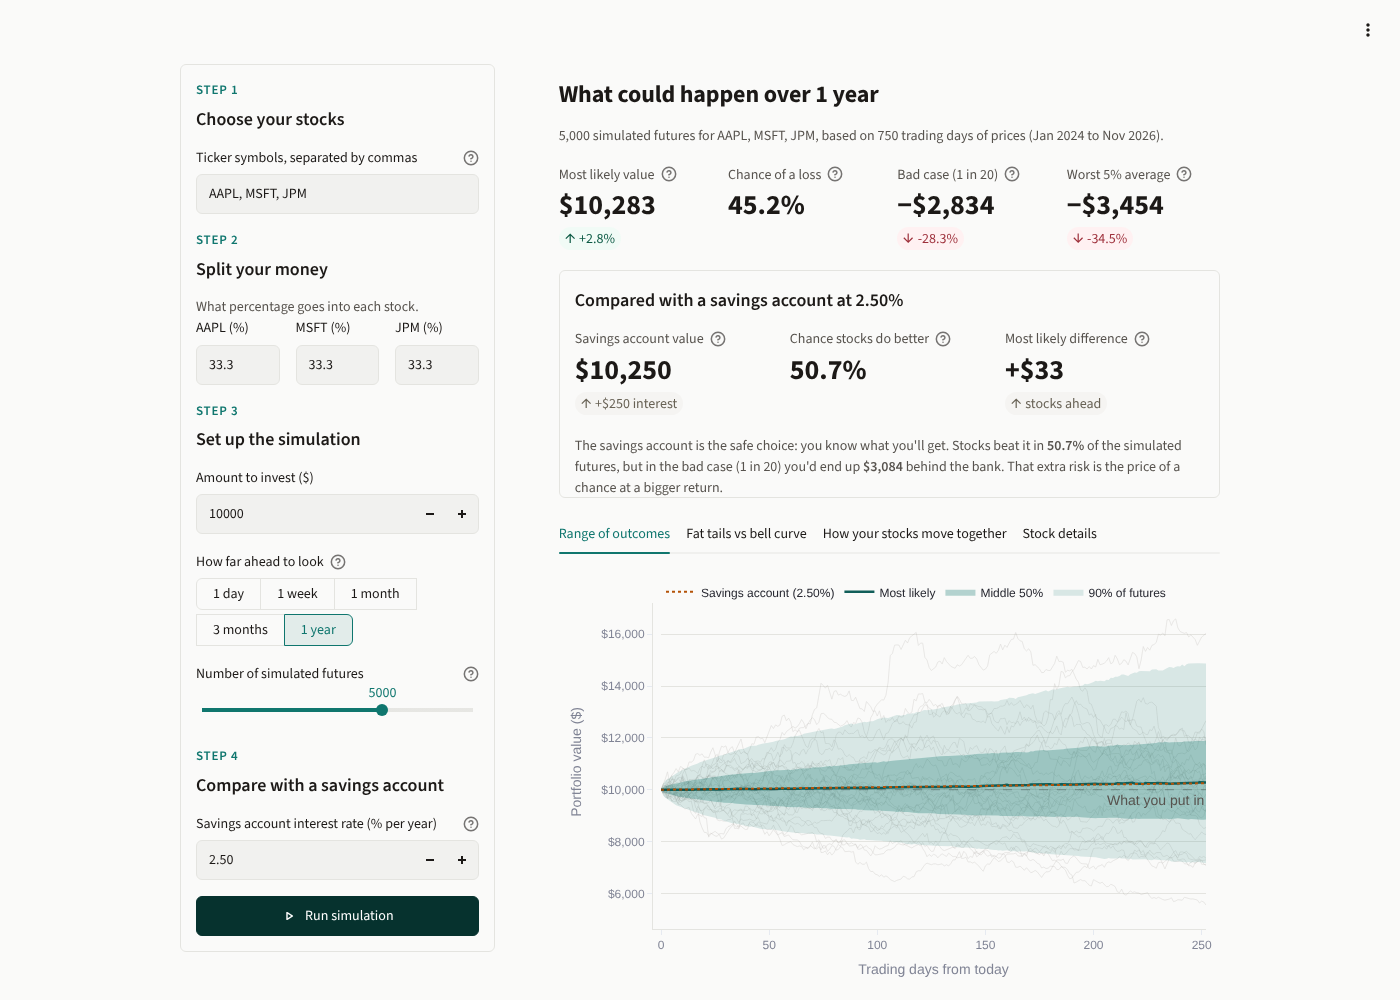 STEP 1
Choose your stocks
Ticker symbols, separated by commas
AAPL, MSFT, JPM
STEP 2
Split your money
What percentage goes into each stock.
AAPL (%)
MSFT (%)
JPM (%)
33.3
33.3
33.3
STEP 3
Set up the simulation
Amount to invest ($)
10000
How far ahead to look
1 day
1 week
1 month
3 months
1 year
Number of simulated futures
5000
STEP 4
Compare with a savings account
Savings account interest rate (% per year)
2.50
Run simulation
What could happen over 1 year
5,000 simulated futures for AAPL, MSFT, JPM, based on 750 trading days of prices (Jan 2024 to Nov 2026).
Most likely value
$10,283
↑ +2.8%
Chance of a loss
45.2%
Bad case (1 in 20)
−$2,834
↓ -28.3%
Worst 5% average
−$3,454
↓ -34.5%
Compared with a savings account at 2.50%
Savings account value
$10,250
↑ +$250 interest
Chance stocks do better
50.7%
Most likely difference
+$33
↑ stocks ahead
The savings account is the safe choice: you know what you'll get. Stocks beat it in 50.7% of the simulated
futures, but in the bad case (1 in 20) you'd end up $3,084 behind the bank. That extra risk is the price of a
chance at a bigger return.
Range of outcomes
Fat tails vs bell curve
How your stocks move together
Stock details
Savings account (2.50%)
Most likely
Middle 50%
90% of futures
Portfolio value ($)
$16,000
$14,000
$12,000
$10,000
$8,000
$6,000
What you put in
0
50
100
150
200
250
Trading days from today